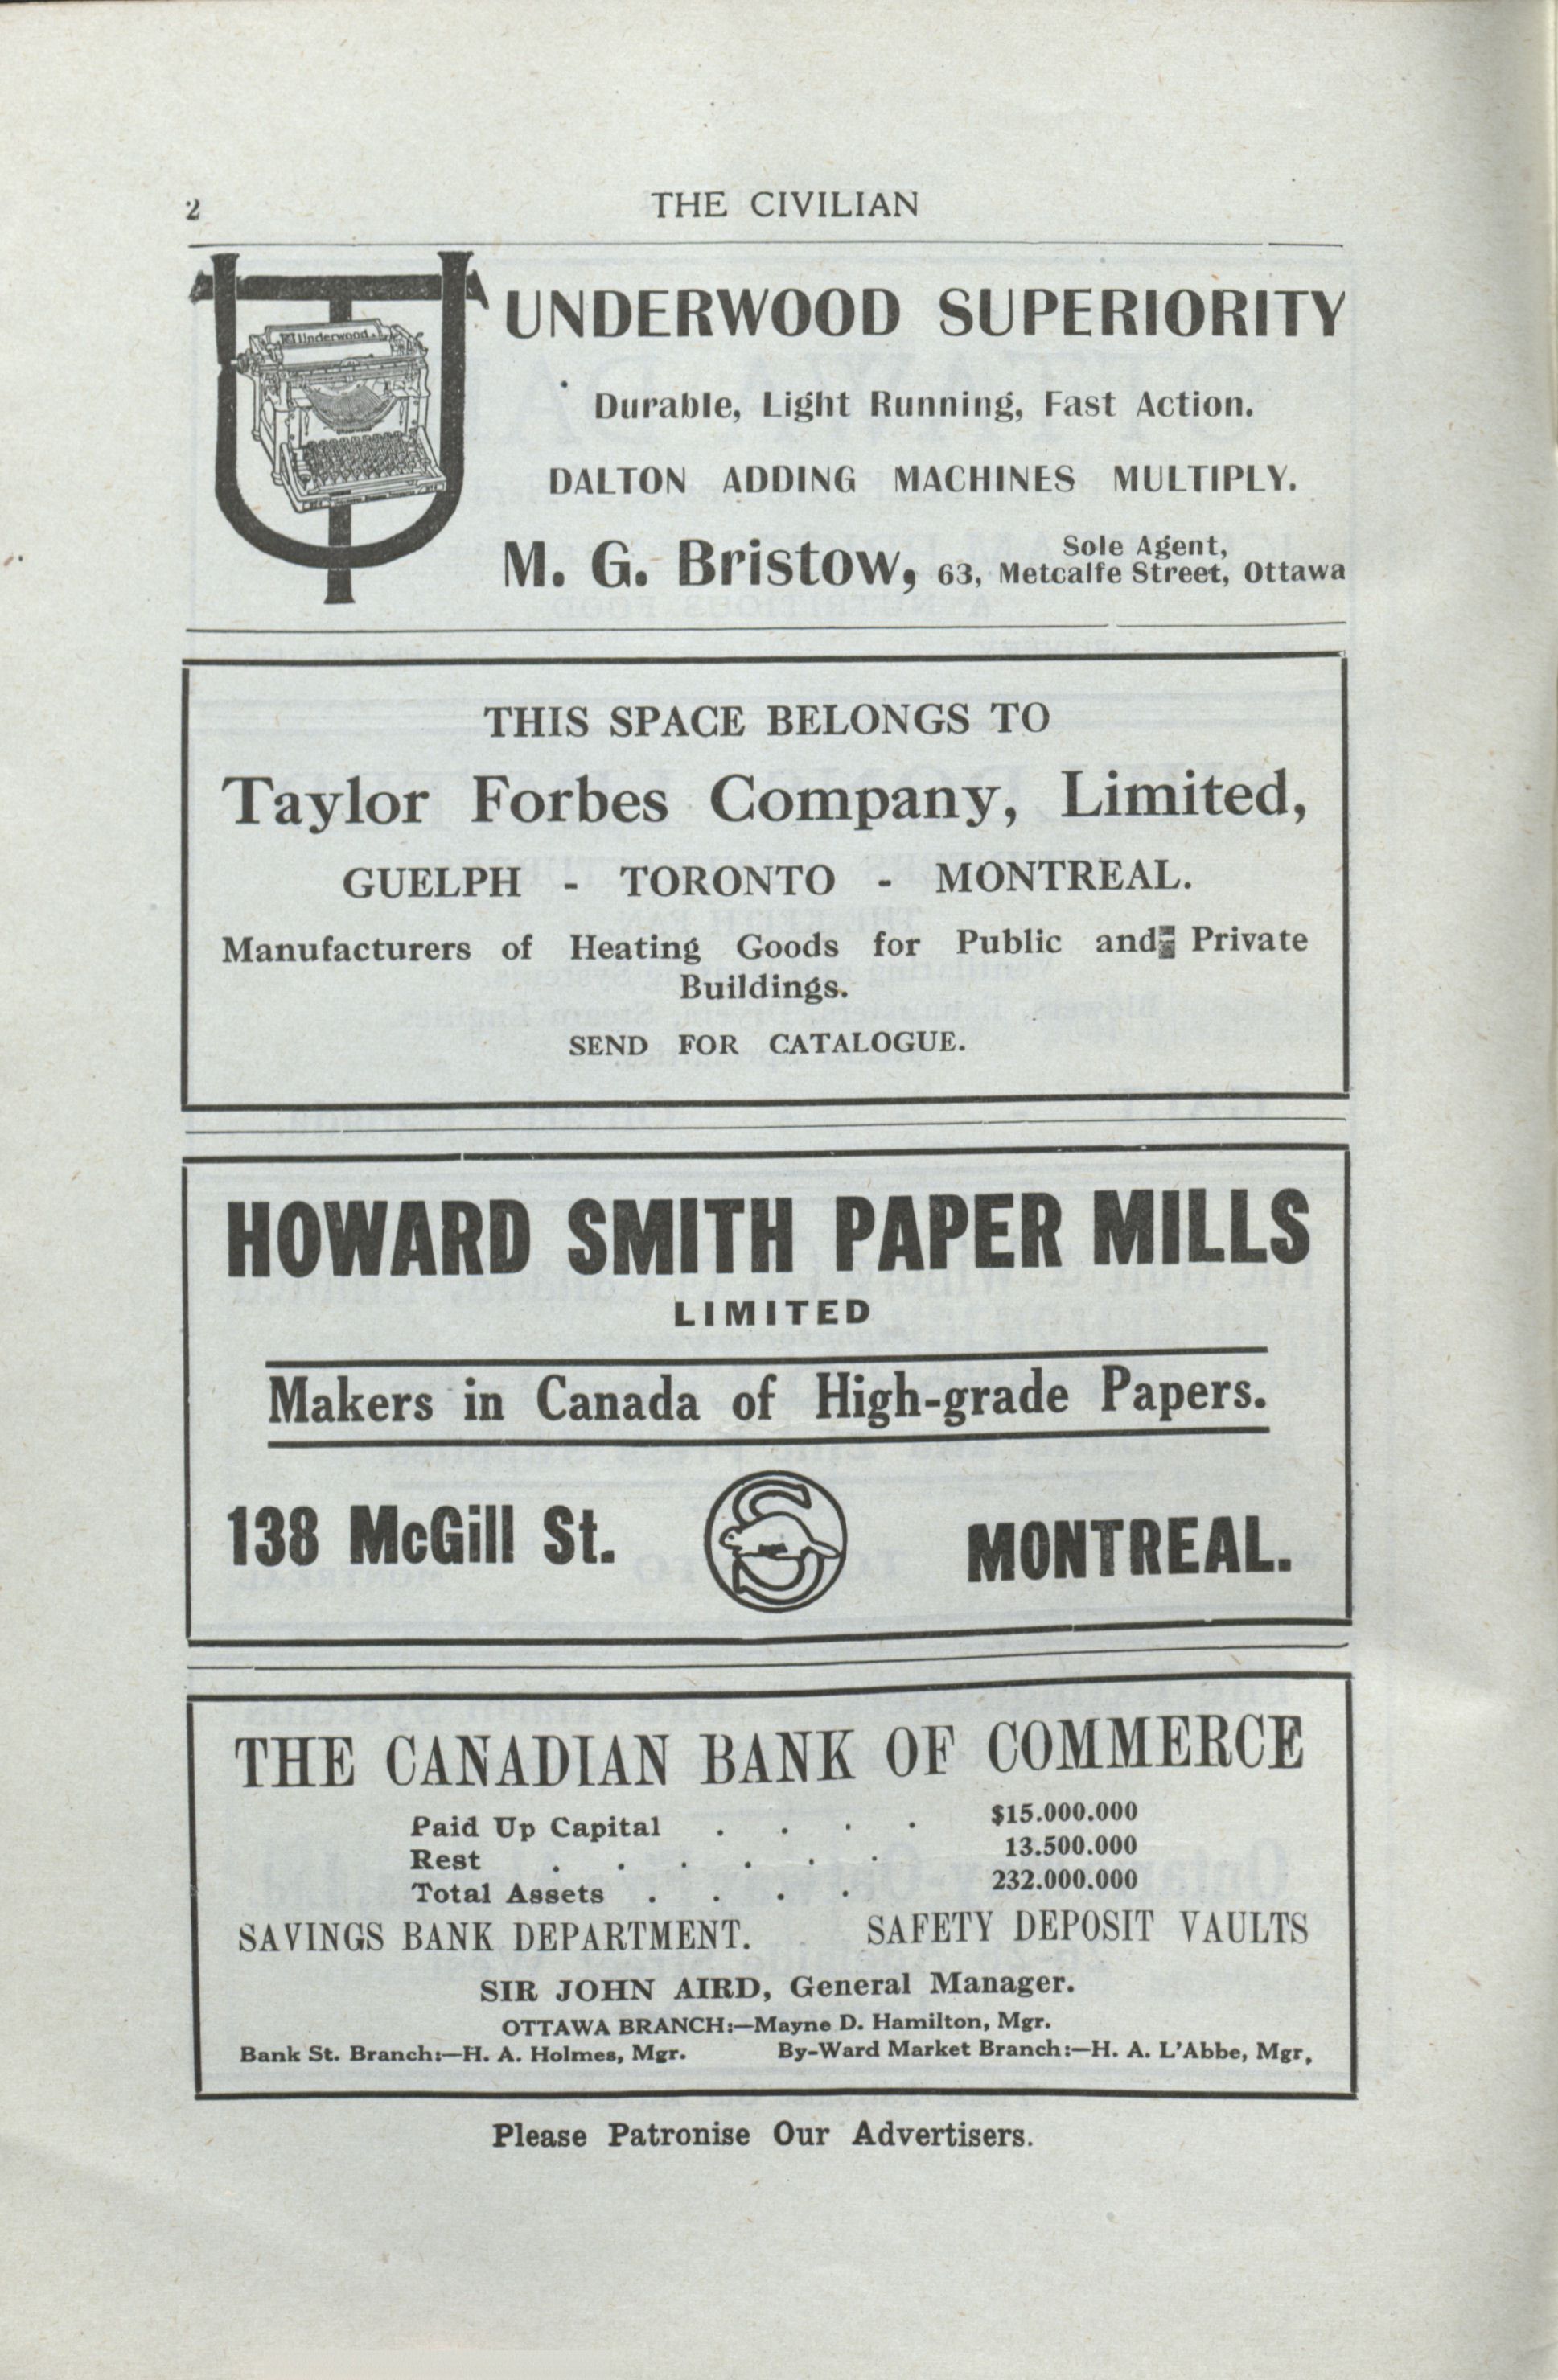 2
THE CIVILIAN
Underwood
UNDERWOOD SUPERIORITY
Durable, Light Running, Fast Action.
DALTON ADDING MACHINES MULTIPLY.
M. G. Bristow,
Sole Agent,
63, Metcalfe Street, Ottawa
THIS SPACE BELONGS TO
Taylor Forbes Company, Limited,
GUELPH - TORONTO - MONTREAL.
Manufacturers of Heating Goods for Public and Private
Buildings.
SEND FOR CATALOGUE.
HOWARD SMITH PAPER MILLS
LIMITED
Makers in Canada of High-grade Papers.
138 McGill St. MONTREAL.
THE CANADIAN BANK OF COMMERCE
Paid Up Capital . . . . $15.000.000
Rest . . . . . . 13.500.000
Total Assets . . . . 232.000.000
SAVINGS BANK DEPARTMENT. SAFETY DEPOSIT VAULTS
SIR JOHN AIRD, General Manager.
OTTAWA BRANCH:—Mayne D. Hamilton, Mgr.
Bank St. Branch:—H. A. Holmes, Mgr. By-Ward Market Branch:—H. A. L'Abbe, Mgr,
Please Patronise Our Advertisers.